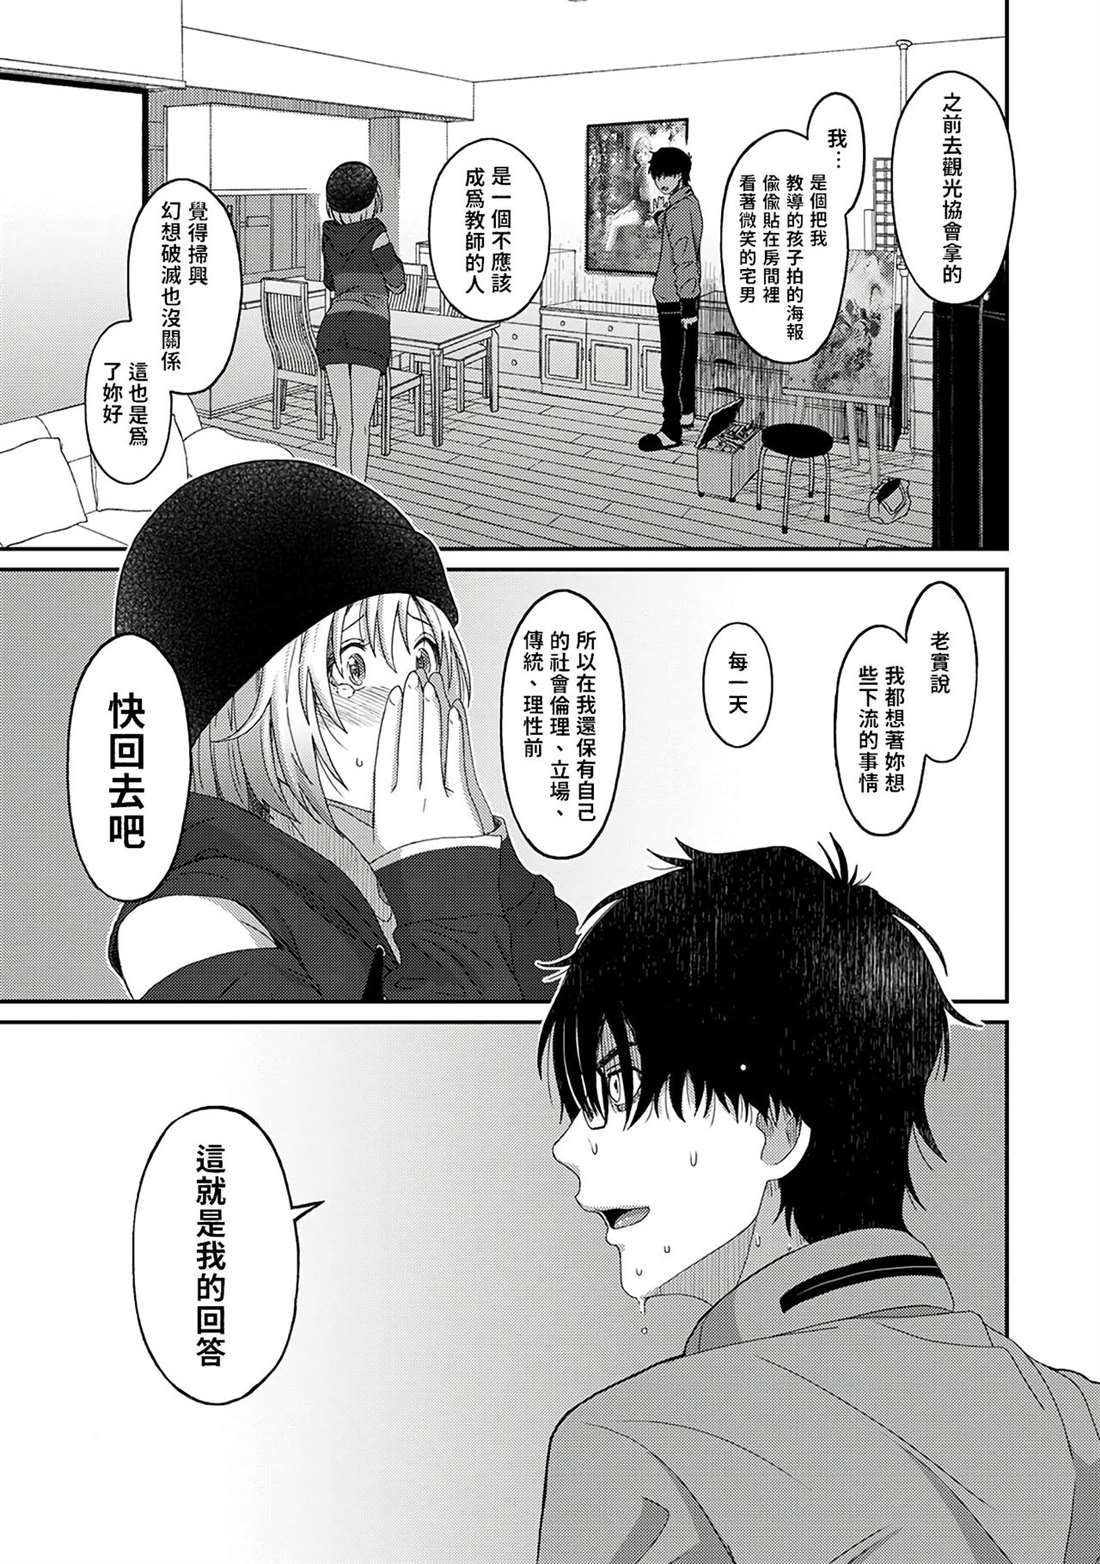 之前去觀光協會拿的
我…
是個把我
教導的孩子拍的海報
偸偸貼在房間裡
看著微笑的宅男
是一個不應該
成爲教師的人
覺得掃興
幻想破滅也沒關係
這也是爲
了妳好
老實說
我都想著妳想
些下流的事情
每一天
所以在我還保有自己
的社會倫理、立場、
傳統、理性前
快回去吧
這就是我的回答